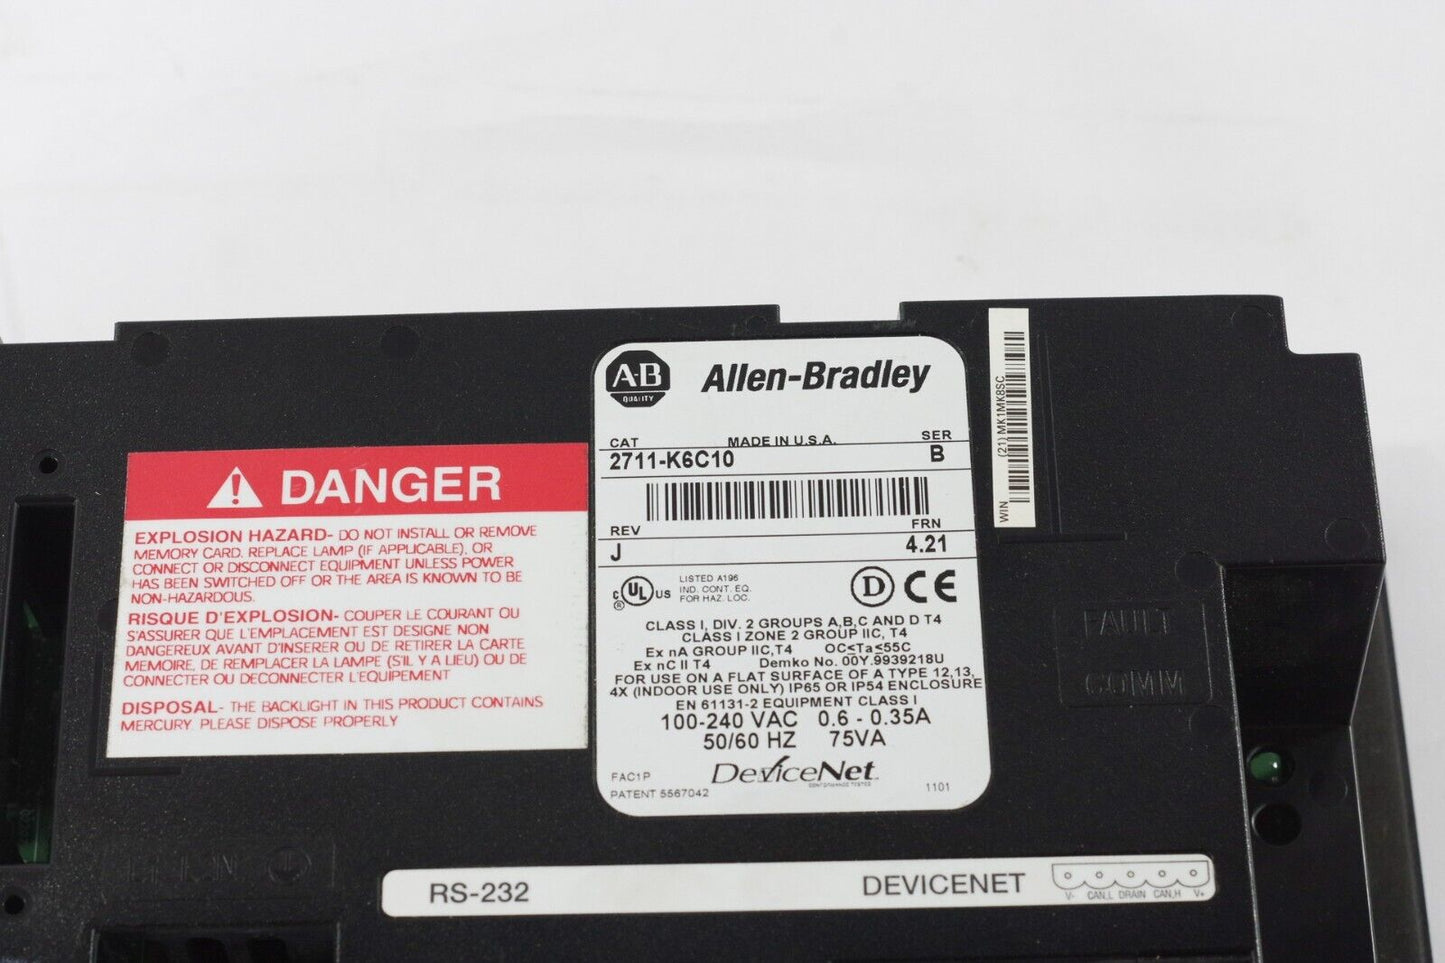 DANGER
EXPLOSION HAZARD- DO NOT INSTALL OR REMOVE
MEMORY CARD. REPLACE LAMP (IF APPLICABLE), OR
CONNECT OR DISCONNECT EQUIPMENT UNLESS POWER
HAS BEEN SWITCHED OFF OR THE AREA IS KNOWN TO BE
NON-HAZARDOUS.
RISQUE D'EXPLOSION- COUPER LE COURANT OU
S'ASSURER QUE L'EMPLACEMENT EST DESIGNE NON
DANGEREUX AVANT D'INSERER OU DE RETIRER LA CARTE
MEMOIRE, DE REMPLACER LA LAMPE (S'IL Y A LIEU) OU DE
CONNECTER OU DECONNECTER L'EQUIPEMENT
DISPOSAL- THE BACKLIGHT IN THIS PRODUCT CONTAINS
MERCURY. PLEASE DISPOSE PROPERLY
A-B
QUALITY
Allen-Bradley
CAT MADE IN U.S.A. SER
2711-K6C10 B
REV FRN
J 4.21
c UL us ®
LISTED A196
IND. CONT. EQ.
FOR HAZ. LOC.
D CE
CLASS I, DIV. 2 GROUPS A,B,C AND D T4
CLASS I ZONE 2 GROUP IIC, T4
Ex nA GROUP IIC,T4 OC≤Ta≤55C
Ex nC II T4 Demko No. 00Y.9939218U
FOR USE ON A FLAT SURFACE OF A TYPE 12,13,
4X (INDOOR USE ONLY) IP65 OR IP54 ENCLOSURE
EN 61131-2 EQUIPMENT CLASS I
100-240 VAC 0.6 - 0.35A
50/60 HZ 75VA
DeviceNet
CONFORMANCE TESTED
FAC1P
PATENT 5567042 1101
WIN (21) MK1MK8SC
FAULT
COMM
RS-232 DEVICENET
V- CAN_L DRAIN CAN_H V+